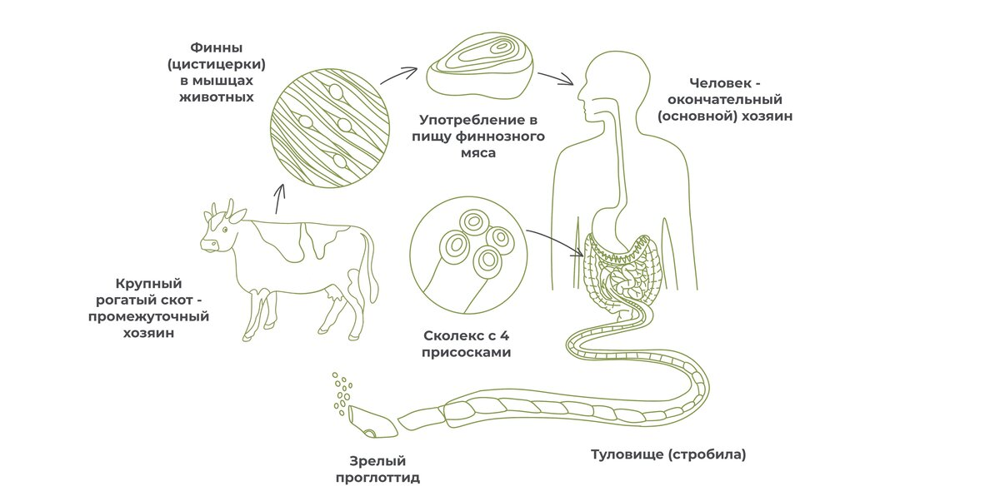 Финны
(цистицерки)
в мышцах
животных
Употребление в
пищу финнозного
мяса
Человек -
окончательный
(основной) хозяин
Крупный
рогатый скот -
промежуточный
хозяин
Сколекс с 4
присосками
Зрелый
проглоттид
Туловище (стробила)